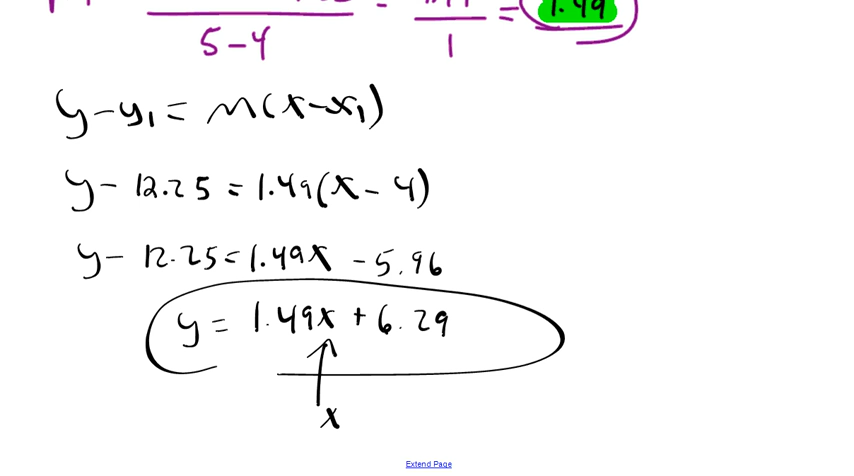 5-4 = 1 = 1.49
y-y₁ = m(x-x₁)
y- 12.25 = 1.49(x - 4)
y- 12.25 = 1.49x - 5.96
y = 1.49x + 6.29
x
Extend Page